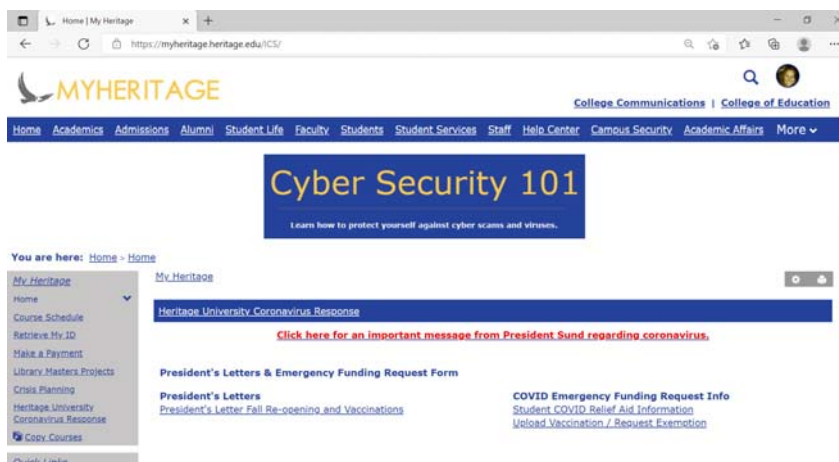 Home | My Heritage
https://myheritage.heritage.edu/ICS/
MYHERITAGE
College Communications | College of Education
Home Academics Admissions Alumni Student Life Faculty Students Student Services Staff Help Center Campus Security Academic Affairs More
Cyber Security 101
Learn how to protect yourself against cyber scams and viruses.
You are here: Home > Home
My Heritage
Home
Course Schedule
Retrieve My ID
Make a Payment
Library Masters Projects
Crisis Planning
Heritage University
Coronavirus Response
Copy Courses
Quick Links
My Heritage
Heritage University Coronavirus Response
Click here for an important message from President Sund regarding coronavirus.
President's Letters & Emergency Funding Request Form
President's Letters
President's Letter Fall Re-opening and Vaccinations
COVID Emergency Funding Request Info
Student COVID Relief Aid Information
Upload Vaccination / Request Exemption